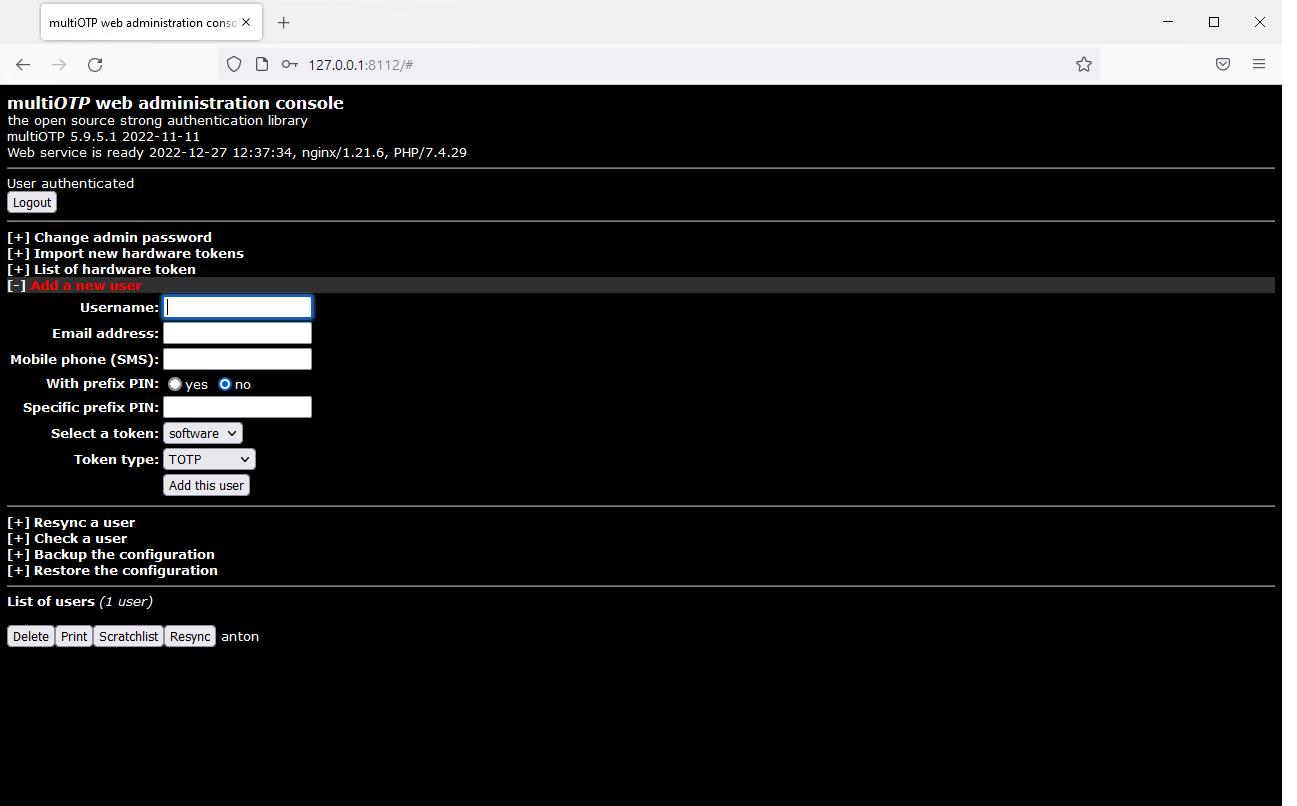 multiOTP web administration conso
127.0.0.1:8112/#
multiOTP web administration console
the open source strong authentication library
multiOTP 5.9.5.1 2022-11-11
Web service is ready 2022-12-27 12:37:34, nginx/1.21.6, PHP/7.4.29
User authenticated
Logout
[+] Change admin password
[+] Import new hardware tokens
[+] List of hardware token
[-] Add a new user
Username:
Email address:
Mobile phone (SMS):
With prefix PIN: yes no
Specific prefix PIN:
Select a token: software
Token type: TOTP
Add this user
[+] Resync a user
[+] Check a user
[+] Backup the configuration
[+] Restore the configuration
List of users (1 user)
Delete Print Scratchlist Resync anton